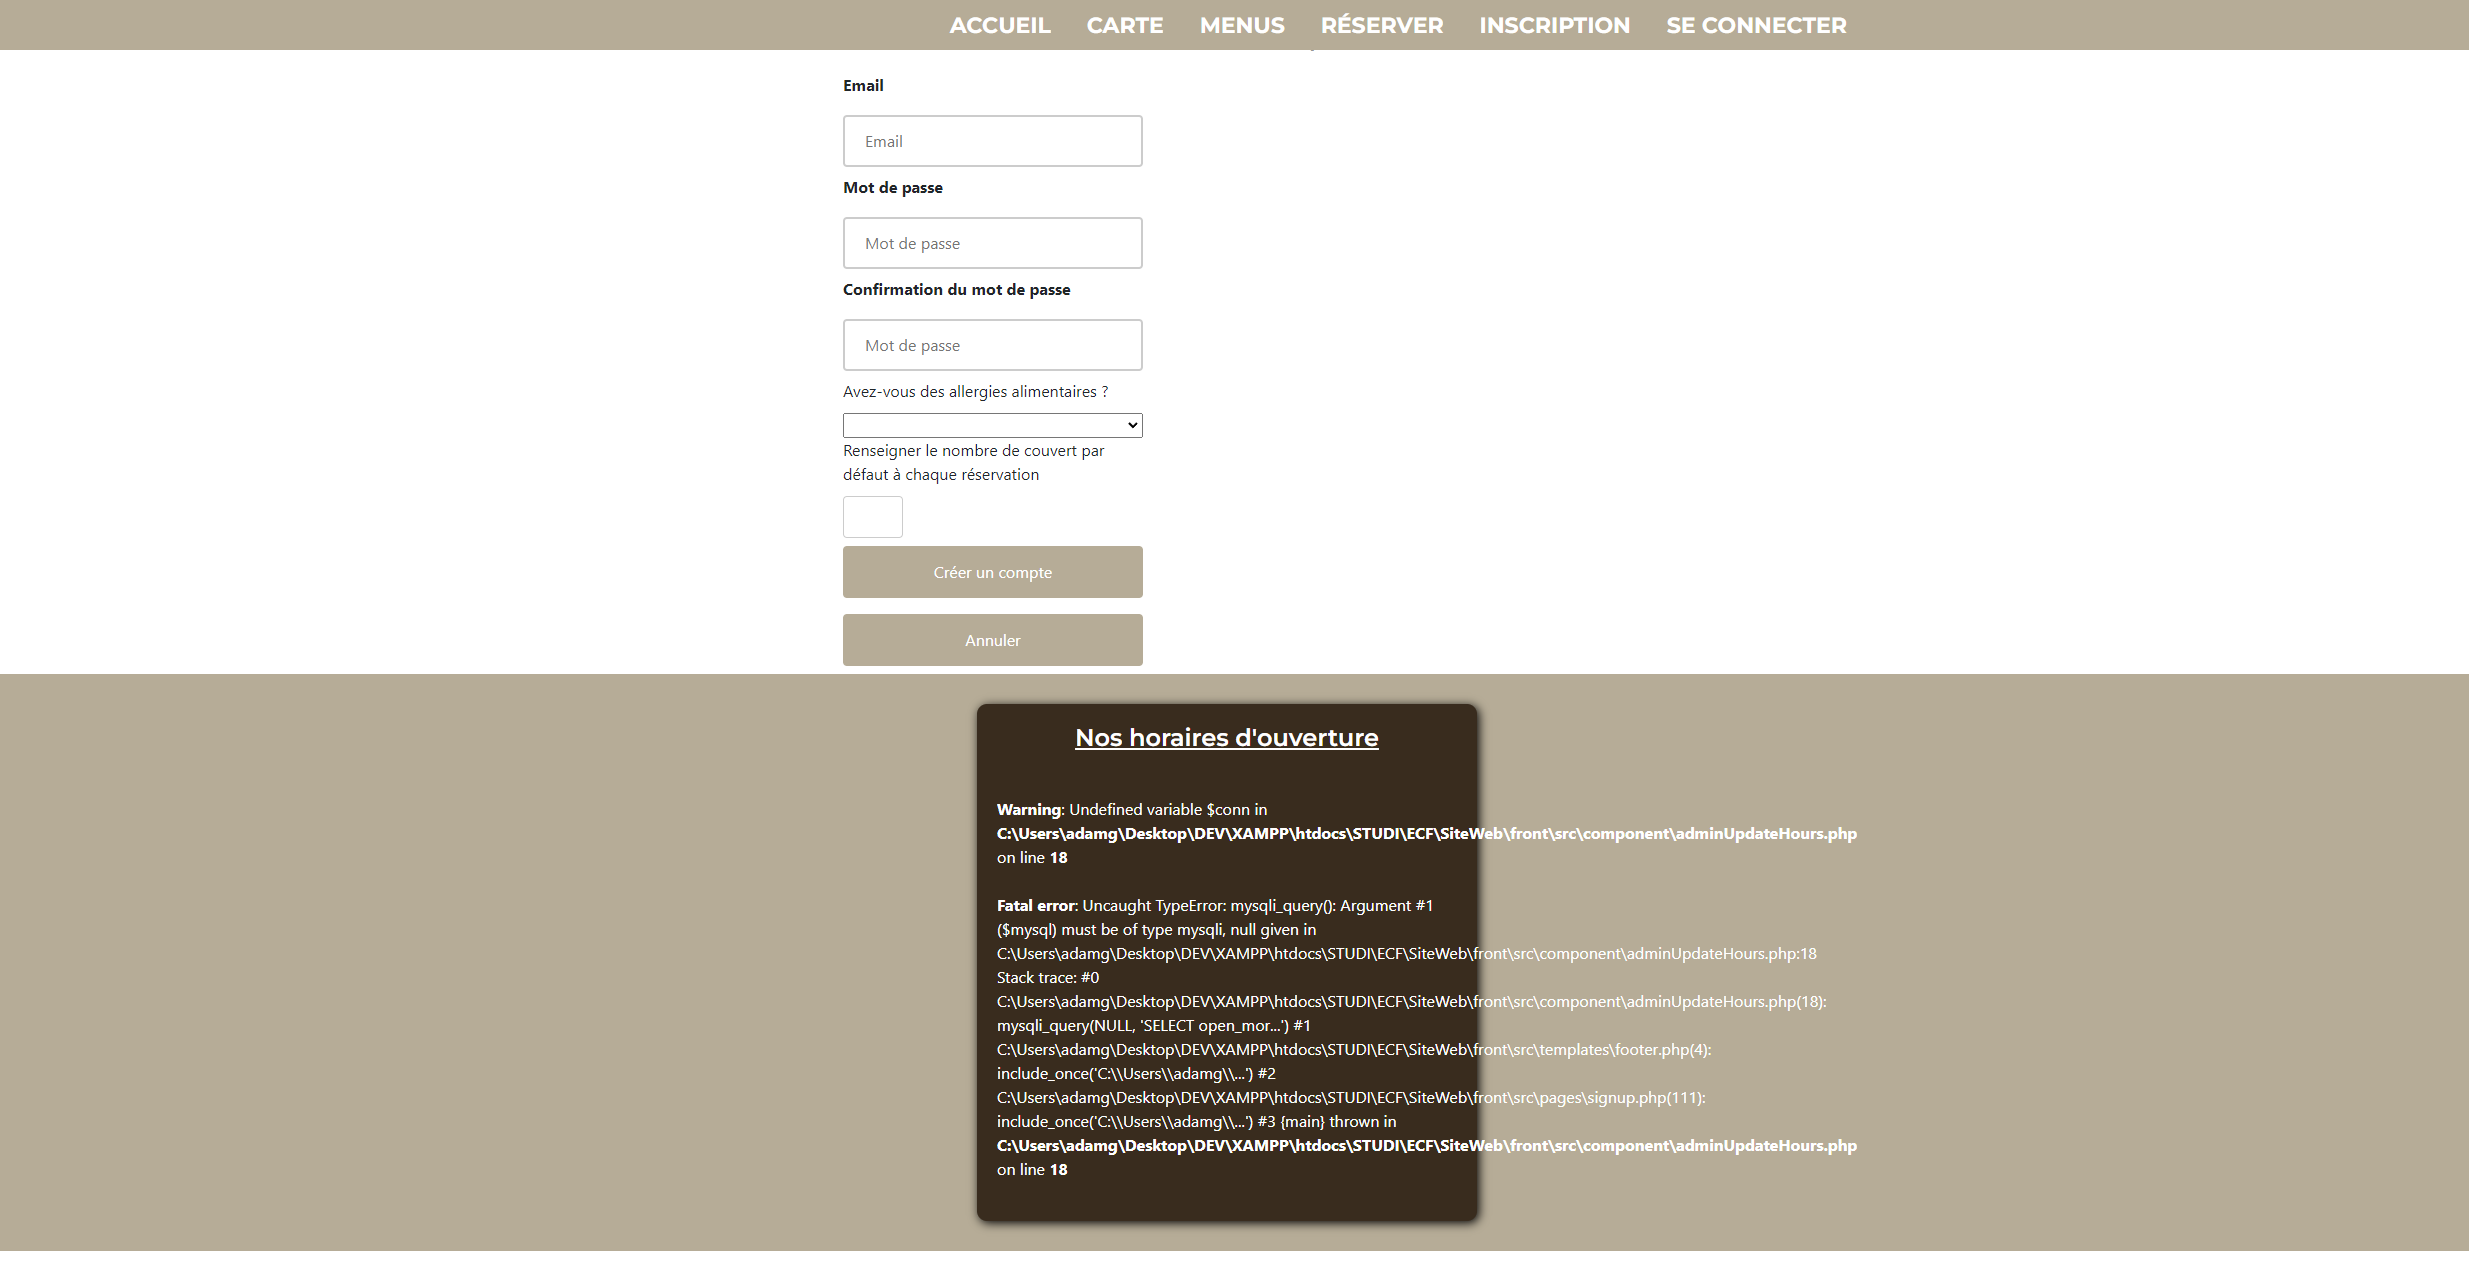 ACCUEIL CARTE MENUS RÉSERVER INSCRIPTION SE CONNECTER
Email
Email
Mot de passe
Mot de passe
Confirmation du mot de passe
Mot de passe
Avez-vous des allergies alimentaires ?
Renseigner le nombre de couvert par
défaut à chaque réservation
Créer un compte
Annuler
Nos horaires d'ouverture
Warning: Undefined variable $conn in
C:\Users\adamg\Desktop\DEV\XAMPP\htdocs\STUDI\ECF\SiteWeb\front\src\component\adminUpdateHours.php
on line 18
Fatal error: Uncaught TypeError: mysqli_query(): Argument #1
($mysql) must be of type mysqli, null given in
C:\Users\adamg\Desktop\DEV\XAMPP\htdocs\STUDI\ECF\SiteWeb\front\src\component\adminUpdateHours.php:18
Stack trace: #0
C:\Users\adamg\Desktop\DEV\XAMPP\htdocs\STUDI\ECF\SiteWeb\front\src\component\adminUpdateHours.php(18):
mysqli_query(NULL, 'SELECT open_mor...') #1
C:\Users\adamg\Desktop\DEV\XAMPP\htdocs\STUDI\ECF\SiteWeb\front\src\templates\footer.php(4):
include_once('C:\\Users\\adamg\\...') #2
C:\Users\adamg\Desktop\DEV\XAMPP\htdocs\STUDI\ECF\SiteWeb\front\src\pages\signup.php(111):
include_once('C:\\Users\\adamg\\...') #3 {main} thrown in
C:\Users\adamg\Desktop\DEV\XAMPP\htdocs\STUDI\ECF\SiteWeb\front\src\component\adminUpdateHours.php
on line 18